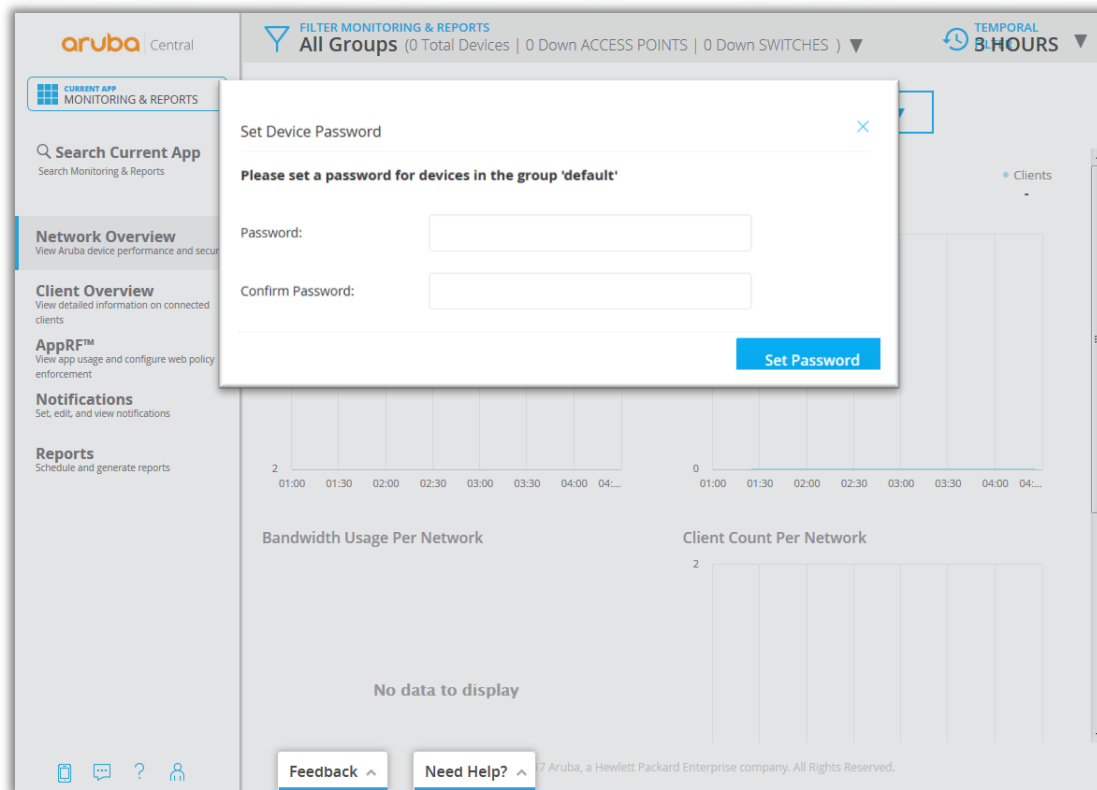 aruba Central
FILTER MONITORING & REPORTS
All Groups (0 Total Devices | 0 Down ACCESS POINTS | 0 Down SWITCHES )
TEMPORAL
3 HOURS
CURRENT APP
MONITORING & REPORTS
Search Current App
Search Monitoring & Reports
Network Overview
View Aruba device performance and secur
Client Overview
View detailed information on connected
clients
AppRF™
View app usage and configure web policy
enforcement
Notifications
Set, edit, and view notifications
Reports
Schedule and generate reports
Set Device Password
Please set a password for devices in the group 'default'
Password:
Confirm Password:
Set Password
Clients
-
2
01:00 01:30 02:00 02:30 03:00 03:30 04:00 04:...
0
01:00 01:30 02:00 02:30 03:00 03:30 04:00 04:...
Bandwidth Usage Per Network
No data to display
Client Count Per Network
2
Feedback
Need Help?
7 Aruba, a Hewlett Packard Enterprise company. All Rights Reserved.